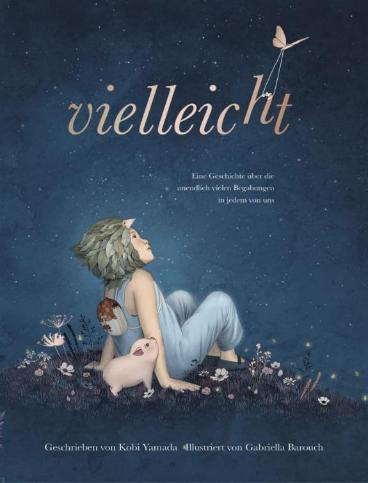 vielleicht
Eine Geschichte über die
unendlich vielen Begabungen
in jedem von uns
Geschrieben von Kobi Yamada Illustriert von Gabriella Barouch